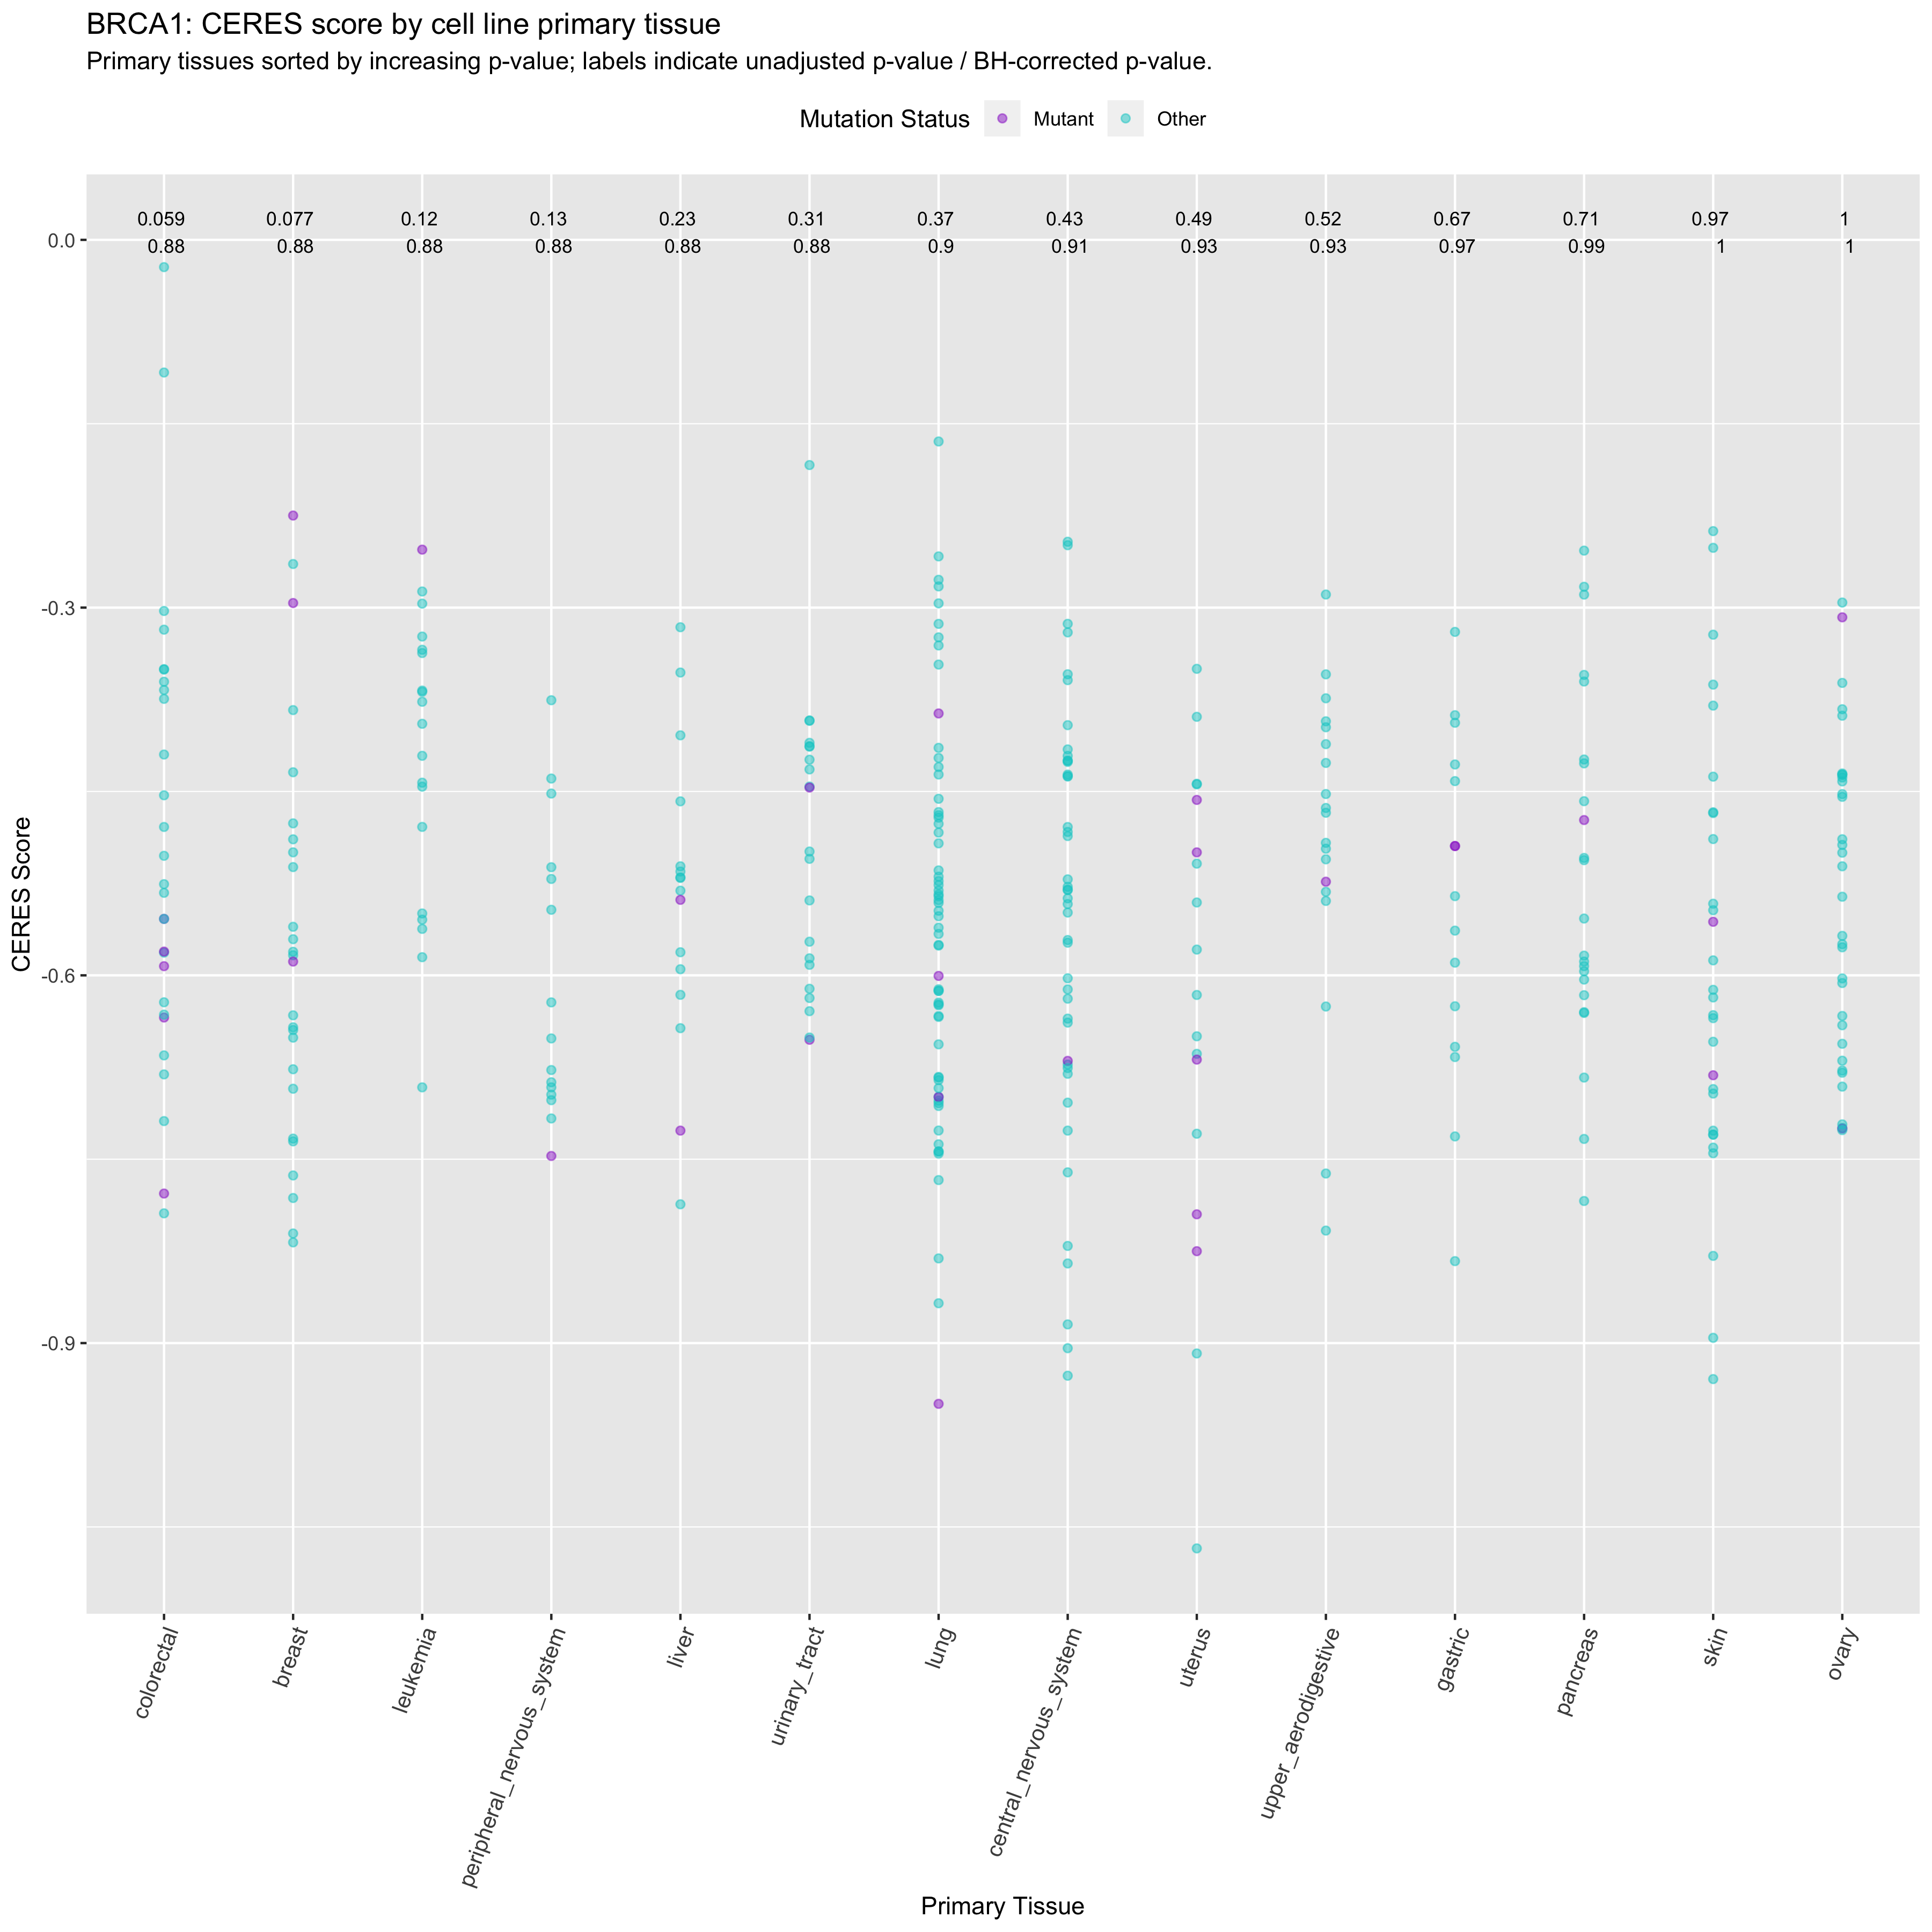 BRCA1: CERES score by cell line primary tissue
Primary tissues sorted by increasing p-value; labels indicate unadjusted p-value / BH-corrected p-value.
Mutation Status Mutant Other
0.059 0.077 0.12 0.13 0.23 0.31 0.37 0.43 0.49 0.52 0.67 0.71 0.97 1
0.88 0.88 0.88 0.88 0.88 0.88 0.9 0.91 0.93 0.93 0.97 0.99 1 1
0.0
-0.3
-0.6
-0.9
CERES Score
colorectal
breast
leukemia
peripheral_nervous_system
liver
urinary_tract
lung
central_nervous_system
uterus
upper_aerodigestive
gastric
pancreas
skin
ovary
Primary Tissue